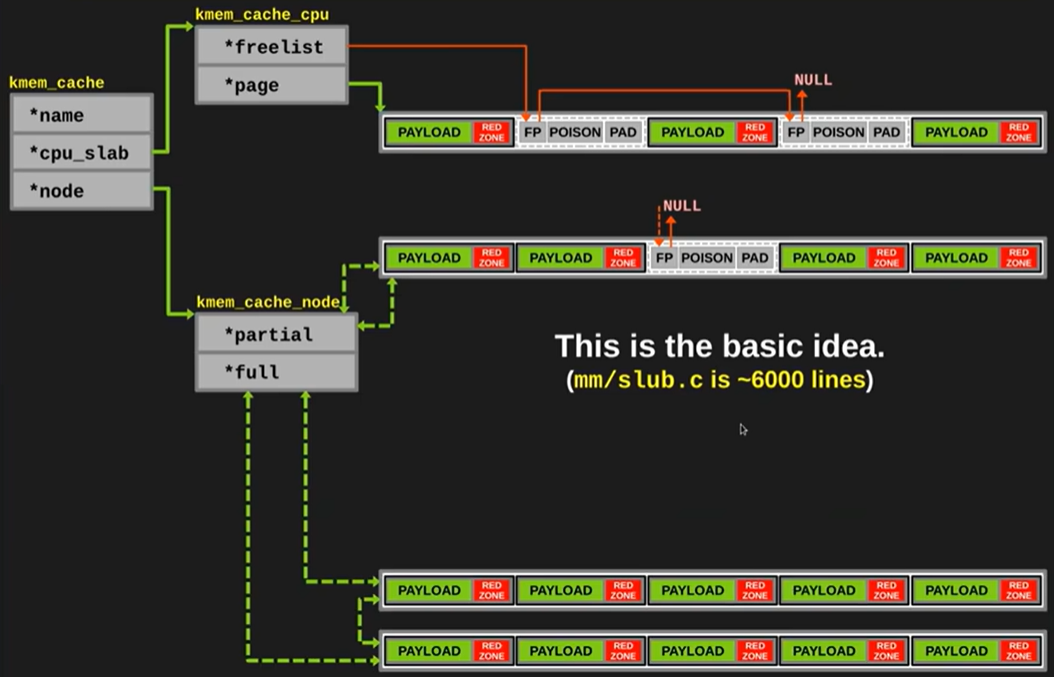 kmem_cache_cpu
*freelist
*page
kmem_cache
*name
*cpu_slab
*node
NULL
PAYLOAD RED ZONE FP POISON PAD PAYLOAD RED ZONE FP POISON PAD PAYLOAD RED ZONE
NULL
PAYLOAD RED ZONE PAYLOAD RED ZONE FP POISON PAD PAYLOAD RED ZONE PAYLOAD RED ZONE
kmem_cache_node
*partial
*full
This is the basic idea.
(mm/slub.c is ~6000 lines)
PAYLOAD RED ZONE PAYLOAD RED ZONE PAYLOAD RED ZONE PAYLOAD RED ZONE PAYLOAD RED ZONE
PAYLOAD RED ZONE PAYLOAD RED ZONE PAYLOAD RED ZONE PAYLOAD RED ZONE PAYLOAD RED ZONE